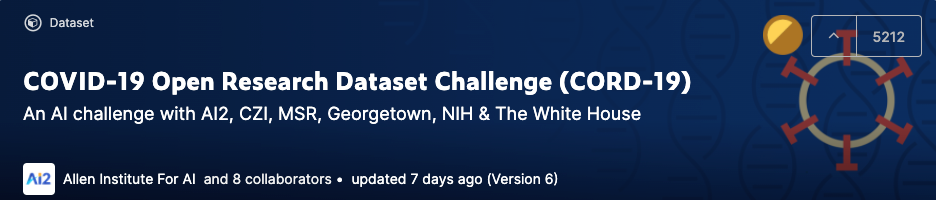 Dataset
5212
COVID-19 Open Research Dataset Challenge (CORD-19)
An AI challenge with AI2, CZI, MSR, Georgetown, NIH & The White House
Ai2 Allen Institute For AI and 8 collaborators • updated 7 days ago (Version 6)